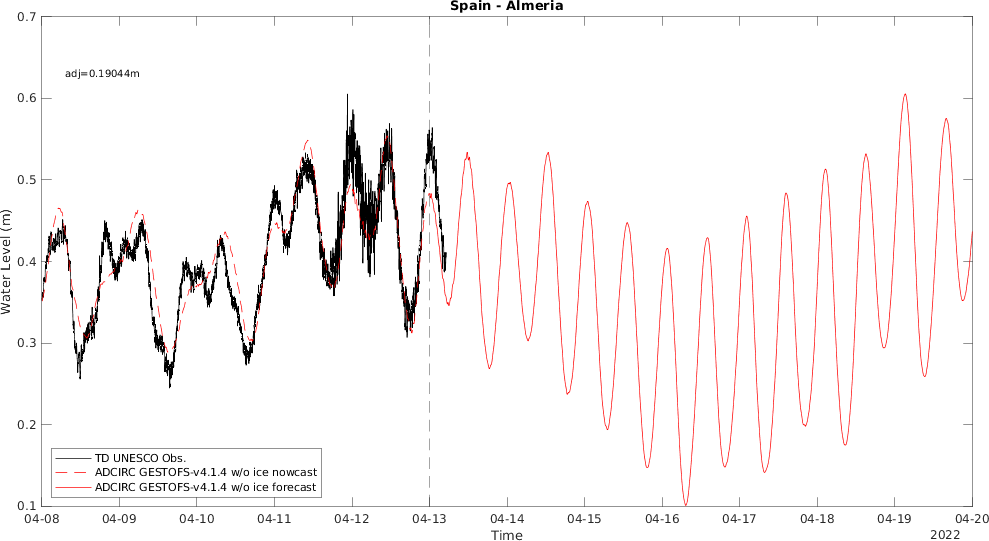 Spain - Almeria
0.7
adj=0.19044m
0.6
0.5
0.4
Water Level (m)
0.3
0.2
TD UNESCO Obs.
ADCIRC GESTOFS-v4.1.4 w/o ice nowcast
ADCIRC GESTOFS-v4.1.4 w/o ice forecast
0.1
04-08 04-09 04-10 04-11 04-12 04-13 04-14 04-15 04-16 04-17 04-18 04-19 04-20
Time
2022